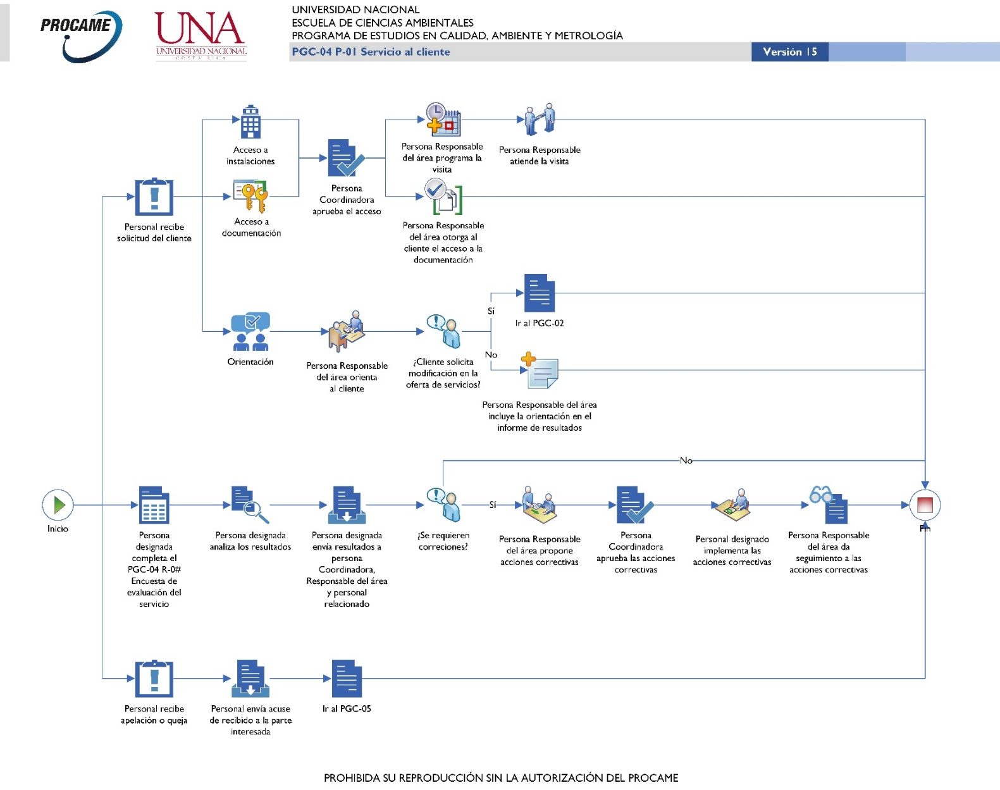 PROCAME
UNA
UNIVERSIDAD NACIONAL
COSTA RICA
UNIVERSIDAD NACIONAL
ESCUELA DE CIENCIAS AMBIENTALES
PROGRAMA DE ESTUDIOS EN CALIDAD, AMBIENTE Y METROLOGÍA
PGC-04 P-01 Servicio al cliente
Versión 15
Acceso a
instalaciones
Persona Responsable
del área programa la
visita
Persona Responsable
atiende la visita
Persona
Coordinadora
aprueba el acceso
Personal recibe
solicitud del cliente
Acceso a
documentación
Persona Responsable
del área otorga al
cliente el acceso a la
documentación
Sí
Ir al PGC-02
Orientación
Persona Responsable
del área orienta
al cliente
¿Cliente solicita
modificación en la
oferta de servicios?
No
Persona Responsable del área
incluye la orientación en el
informe de resultados
No
Inicio
Persona
designada
completa el
PGC-04 R-0#
Encuesta de
evaluación del
servicio
Persona designada
analiza los resultados
Persona designada
envía resultados a
persona
Coordinadora,
Responsable del área
y personal
relacionado
¿Se requieren
correciones?
Sí
Persona Responsable
del área propone
acciones correctivas
Persona
Coordinadora
aprueba las acciones
correctivas
Personal designado
implementa las
acciones correctivas
Persona Responsable
del área da
seguimiento a las
acciones correctivas
Fin
Personal recibe
apelación o queja
Personal envía acuse
de recibido a la parte
interesada
Ir al PGC-05
PROHIBIDA SU REPRODUCCIÓN SIN LA AUTORIZACIÓN DEL PROCAME